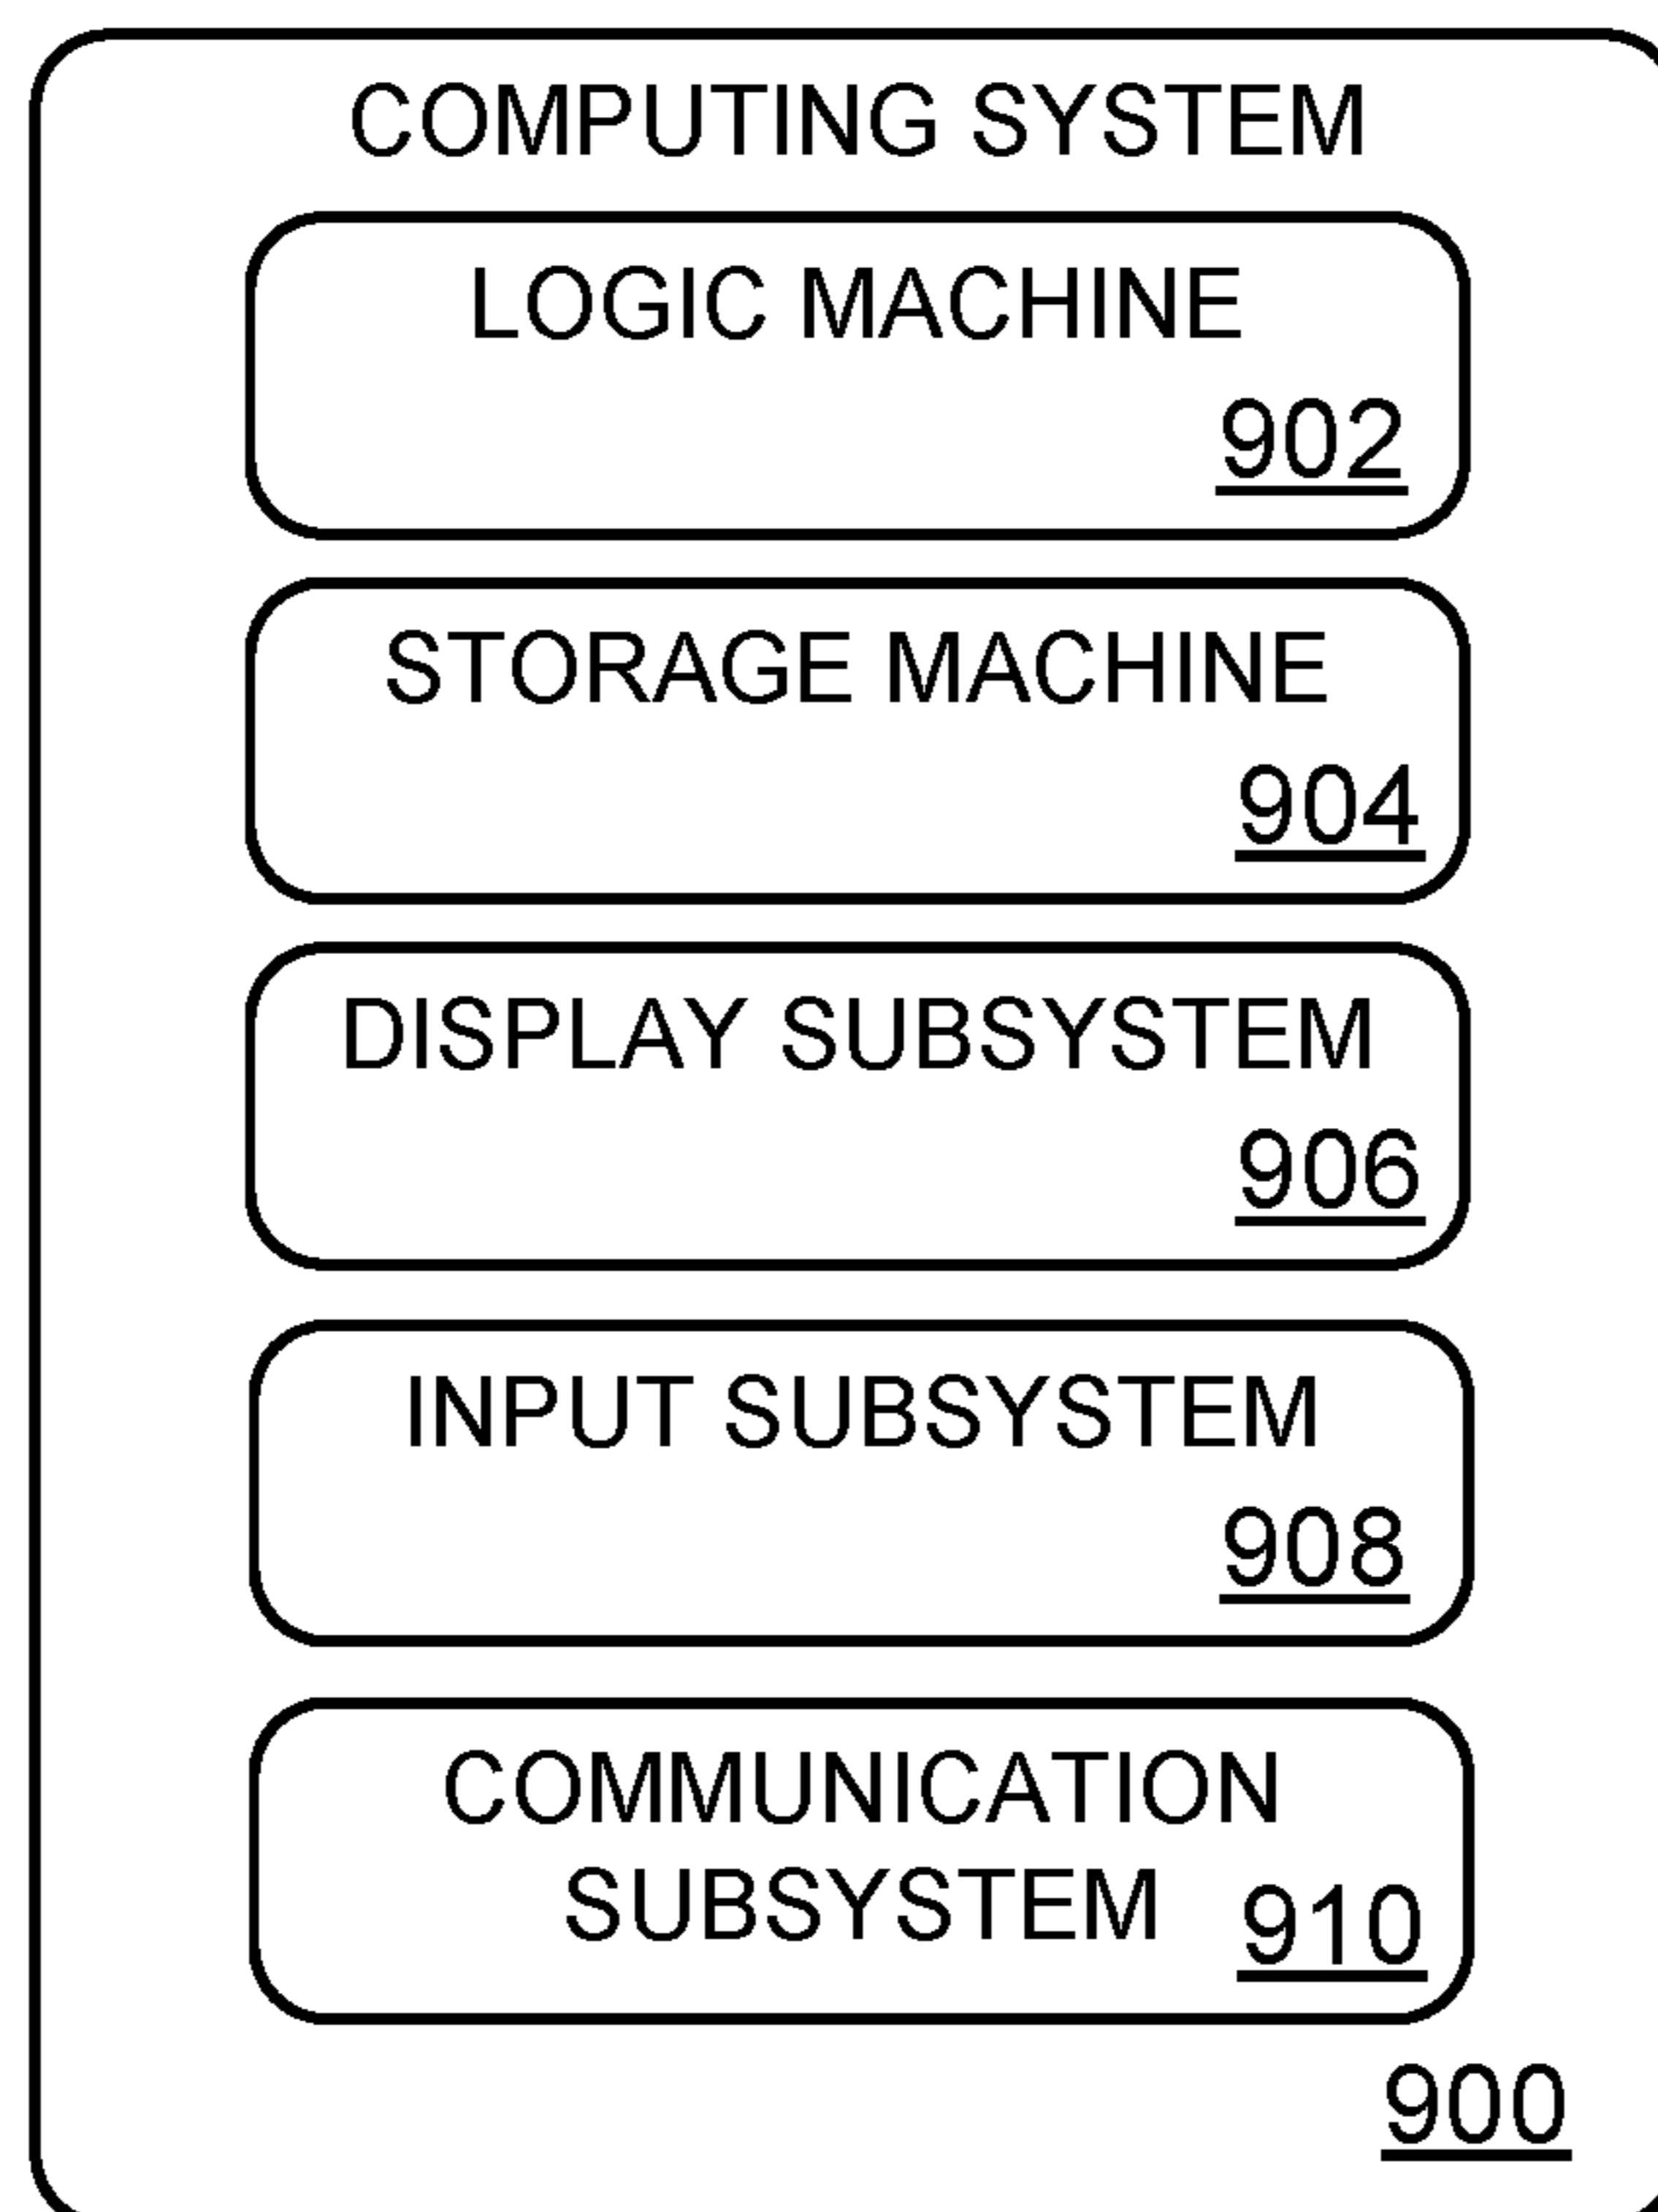 COMPUTING SYSTEM
LOGIC MACHINE
902
STORAGE MACHINE
904
DISPLAY SUBSYSTEM
906
INPUT SUBSYSTEM
908
COMMUNICATION
SUBSYSTEM 910
900